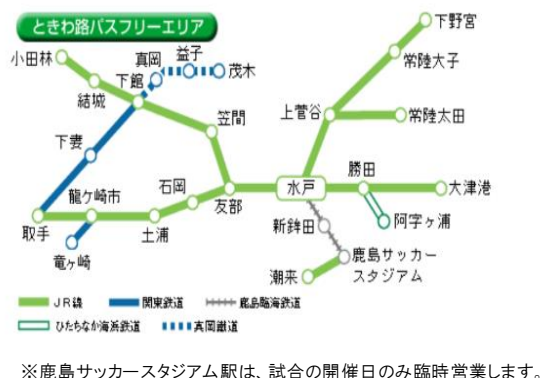 ときわ路パスフリーエリア
下野宮
小田林
真岡
益子
茂木
下館
常陸大子
結城
笠間
上菅谷
常陸太田
下妻
石岡
勝田
龍ケ崎市
水戸
大津港
友部
取手
土浦
新鉾田
阿字ヶ浦
竜ヶ崎
鹿島サッカー
スタジアム
潮来
JR線
関東鉄道
鹿島臨海鉄道
ひたちなか海浜鉄道
真岡鐵道
※鹿島サッカースタジアム駅は、試合の開催日のみ臨時営業します。